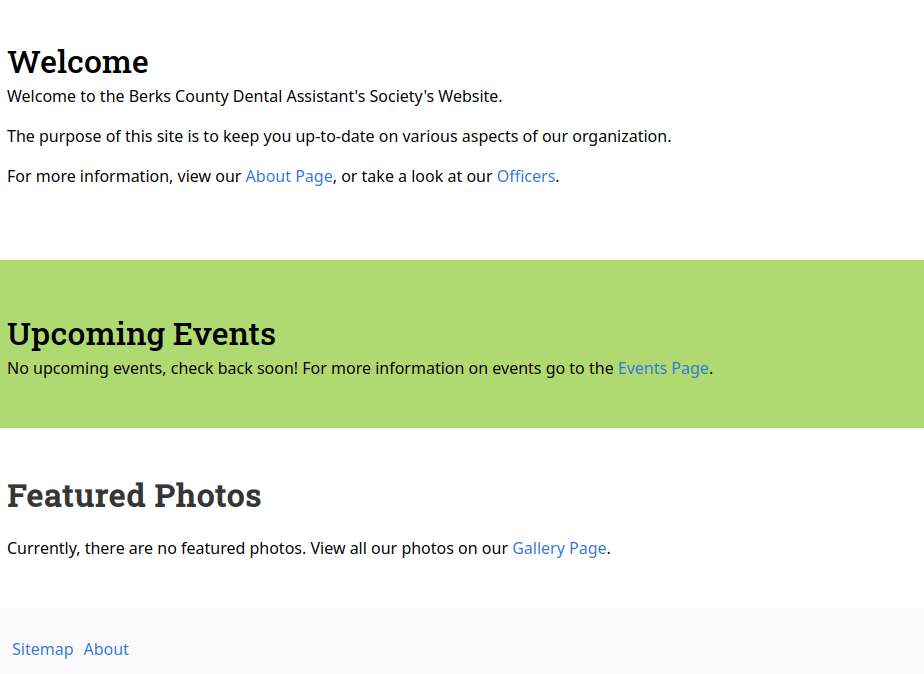 Welcome
Welcome to the Berks County Dental Assistant's Society's Website.
The purpose of this site is to keep you up-to-date on various aspects of our organization.
For more information, view our About Page, or take a look at our Officers.
Upcoming Events
No upcoming events, check back soon! For more information on events go to the Events Page.
Featured Photos
Currently, there are no featured photos. View all our photos on our Gallery Page.
Sitemap About